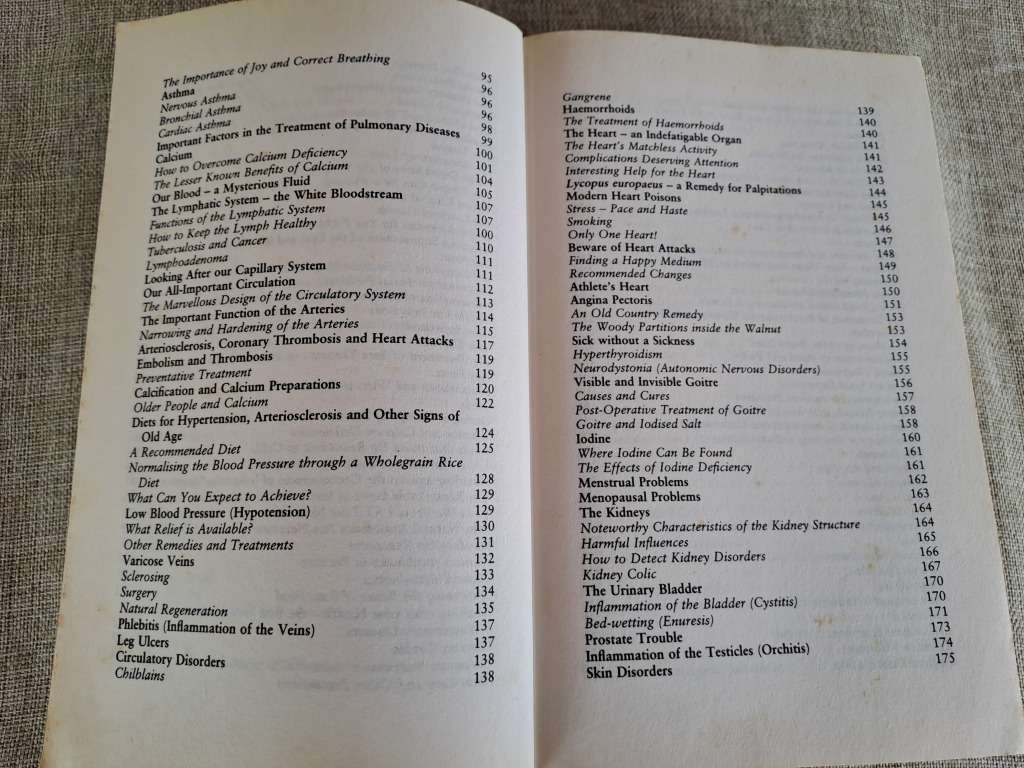 The Importance of Joy and Correct Breathing 95
Asthma 96
Nervous Asthma 96
Bronchial Asthma 96
Cardiac Asthma 98
Important Factors in the Treatment of Pulmonary Diseases 99
Calcium 100
How to Overcome Calcium Deficiency 101
The Lesser Known Benefits of Calcium 104
Our Blood – a Mysterious Fluid 105
The Lymphatic System – the White Bloodstream 107
Functions of the Lymphatic System 107
How to Keep the Lymph Healthy 100
Tuberculosis and Cancer 110
Lymphoadenoma 111
Looking After our Capillary System 111
Our All-Important Circulation 112
The Marvellous Design of the Circulatory System 113
The Important Function of the Arteries 114
Narrowing and Hardening of the Arteries 115
Arteriosclerosis, Coronary Thrombosis and Heart Attacks 117
Embolism and Thrombosis 119
Preventative Treatment 119
Calcification and Calcium Preparations 120
Older People and Calcium 122
Diets for Hypertension, Arteriosclerosis and Other Signs of
Old Age 124
A Recommended Diet 125
Normalising the Blood Pressure through a Wholegrain Rice
Diet 128
What Can You Expect to Achieve? 129
Low Blood Pressure (Hypotension) 129
What Relief is Available? 130
Other Remedies and Treatments 131
Varicose Veins 132
Sclerosing 133
Surgery 134
Natural Regeneration 135
Phlebitis (Inflammation of the Veins) 137
Leg Ulcers 137
Circulatory Disorders 138
Chilblains 138
Gangrene 139
Haemorrhoids 140
The Treatment of Haemorrhoids 140
The Heart – an Indefatigable Organ 141
The Heart's Matchless Activity 141
Complications Deserving Attention 142
Interesting Help for the Heart 143
Lycopus europaeus – a Remedy for Palpitations 144
Modern Heart Poisons 145
Stress – Pace and Haste 145
Smoking 146
Only One Heart! 147
Beware of Heart Attacks 148
Finding a Happy Medium 149
Recommended Changes 150
Athlete's Heart 150
Angina Pectoris 151
An Old Country Remedy 153
The Woody Partitions inside the Walnut 153
Sick without a Sickness 154
Hyperthyroidism 155
Neurodystonia (Autonomic Nervous Disorders) 155
Visible and Invisible Goitre 156
Causes and Cures 157
Post-Operative Treatment of Goitre 158
Goitre and Iodised Salt 158
Iodine 160
Where Iodine Can Be Found 161
The Effects of Iodine Deficiency 161
Menstrual Problems 162
Menopausal Problems 163
The Kidneys 164
Noteworthy Characteristics of the Kidney Structure 164
Harmful Influences 165
How to Detect Kidney Disorders 166
Kidney Colic 167
The Urinary Bladder 170
Inflammation of the Bladder (Cystitis) 170
Bed-wetting (Enuresis) 171
Prostate Trouble 173
Inflammation of the Testicles (Orchitis) 174
Skin Disorders 175